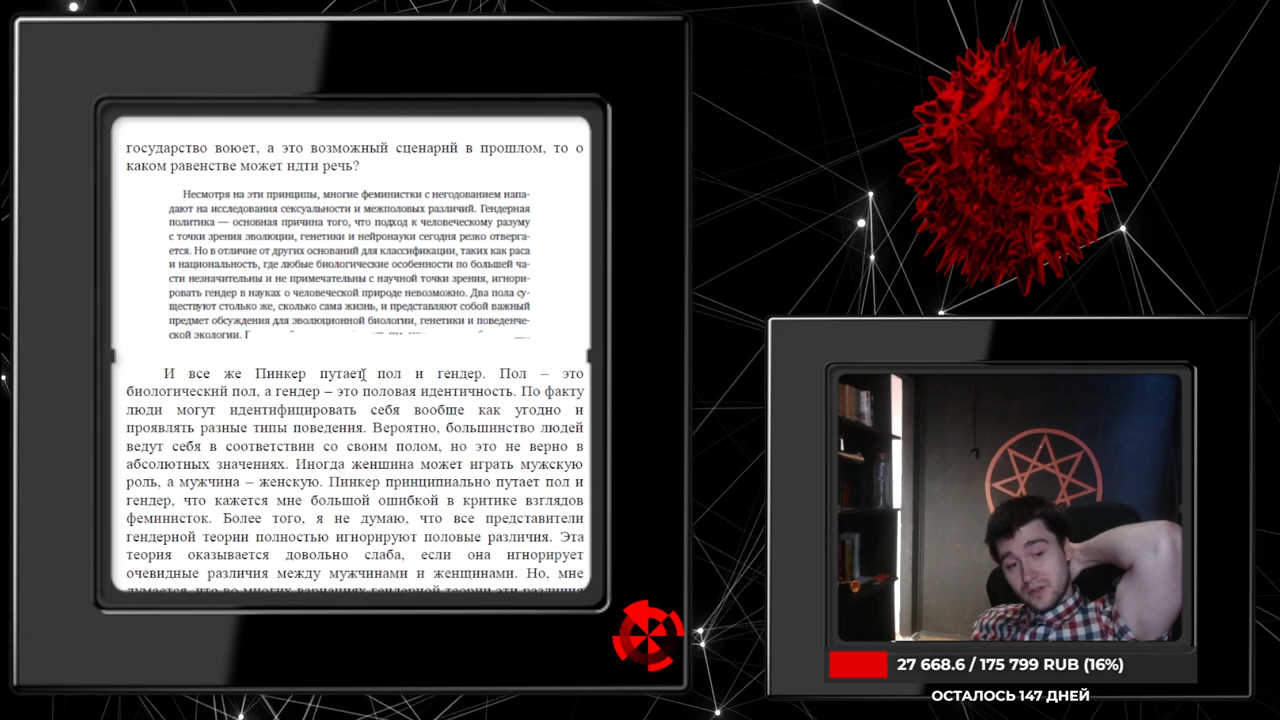 государство воюет, а это возможный сценарий в прошлом, то о
каком равенстве может идти речь?
Несмотря на эти принципы, многие феминистки с негодованием напа-
дают на исследования сексуальности и межполовых различий. Гендерная
политика — основная причина того, что подход к человеческому разуму
с точки зрения эволюции, генетики и нейронауки сегодня резко отверга-
ется. Но в отличие от других оснований для классификации, таких как раса
и национальность, где любые биологические особенности по большей ча-
сти незначительны и не примечательны с научной точки зрения, игнори-
ровать гендер в науках о человеческой природе невозможно. Два пола су-
ществуют столько же, сколько сама жизнь, и представляют собой важный
предмет обсуждения для эволюционной биологии, генетики и поведенче-
ской экологии.
И все же Пинкер путает пол и гендер. Пол – это
биологический пол, а гендер – это половая идентичность. По факту
люди могут идентифицировать себя вообще как угодно и
проявлять разные типы поведения. Вероятно, большинство людей
ведут себя в соответствии со своим полом, но это не верно в
абсолютных значениях. Иногда женщина может играть мужскую
роль, а мужчина – женскую. Пинкер принципиально путает пол и
гендер, что кажется мне большой ошибкой в критике взглядов
феминисток. Более того, я не думаю, что все представители
гендерной теории полностью игнорируют половые различия. Эта
теория оказывается довольно слаба, если она игнорирует
очевидные различия между мужчинами и женщинами. Но, мне
27 668.6 / 175 799 RUB (16%)
ОСТАЛОСЬ 147 ДНЕЙ